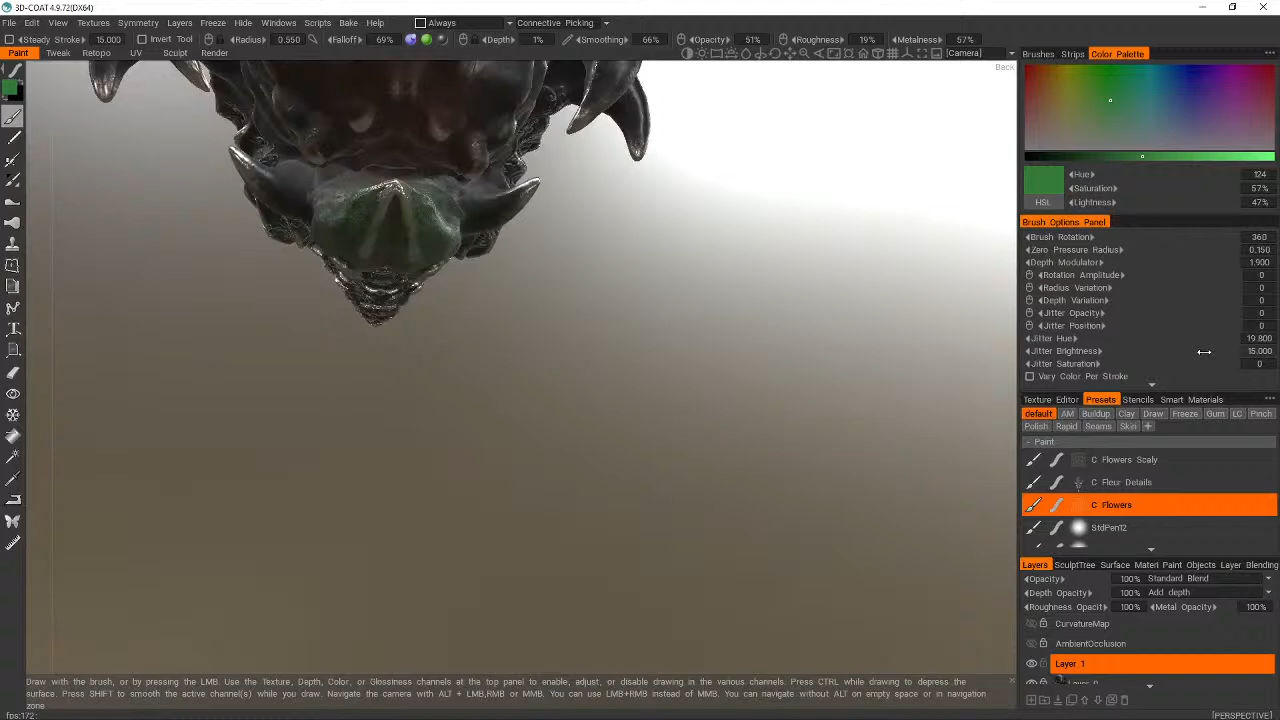 3D-COAT 4.9.72(DX64)
File Edit View Textures Symmetry Layers Freeze Hide Windows Scripts Bake Help Always Connective Picking
Steady Stroke 15.000 Invert Tool Radius 0.550 Falloff 69% Depth 1% Smoothing 66% Opacity 51% Roughness 19% Metalness 57%
Paint Tweak Retopo UV Sculpt Render [Camera]
Back
Brushes Strips Color Palette
Hue 124
Saturation 57%
HSL Lightness 47%
Brush Options Panel
Brush Rotation 360
Zero Pressure Radius 0.150
Depth Modulator 1.900
Rotation Amplitude 0
Radius Variation 0
Depth Variation 0
Jitter Opacity 0
Jitter Position 0
Jitter Hue 19.800
Jitter Brightness 15.000
Jitter Saturation 0
Vary Color Per Stroke
Texture Editor Presets Stencils Smart Materials
default AM Buildup Clay Draw Freeze Gum LC Pinch
Polish Rapid Seams Skin +
- Paint
C Flowers Scaly
C Fleur Details
C Flowers
StdPen12
Layers SculptTree Surface Materi Paint Objects Layer Blending
Opacity 100% Standard Blend
Depth Opacity 100% Add depth
Roughness Opacit 100% Metal Opacity 100%
CurvatureMap
AmbientOcclusion
Layer 1
Layer 0
Draw with the brush, or by pressing the LMB. Use the Texture, Depth, Color, or Glossiness channels at the top panel to enable, adjust, or disable drawing in the various channels. Press CTRL while drawing to depress the
surface. Press SHIFT to smooth the active channel(s) while you draw. Navigate the camera with ALT + LMB,RMB or MMB. You can use LMB+RMB instead of MMB. You can navigate without ALT on empty space or in navigation
zone
fps:172; [PERSPECTIVE]